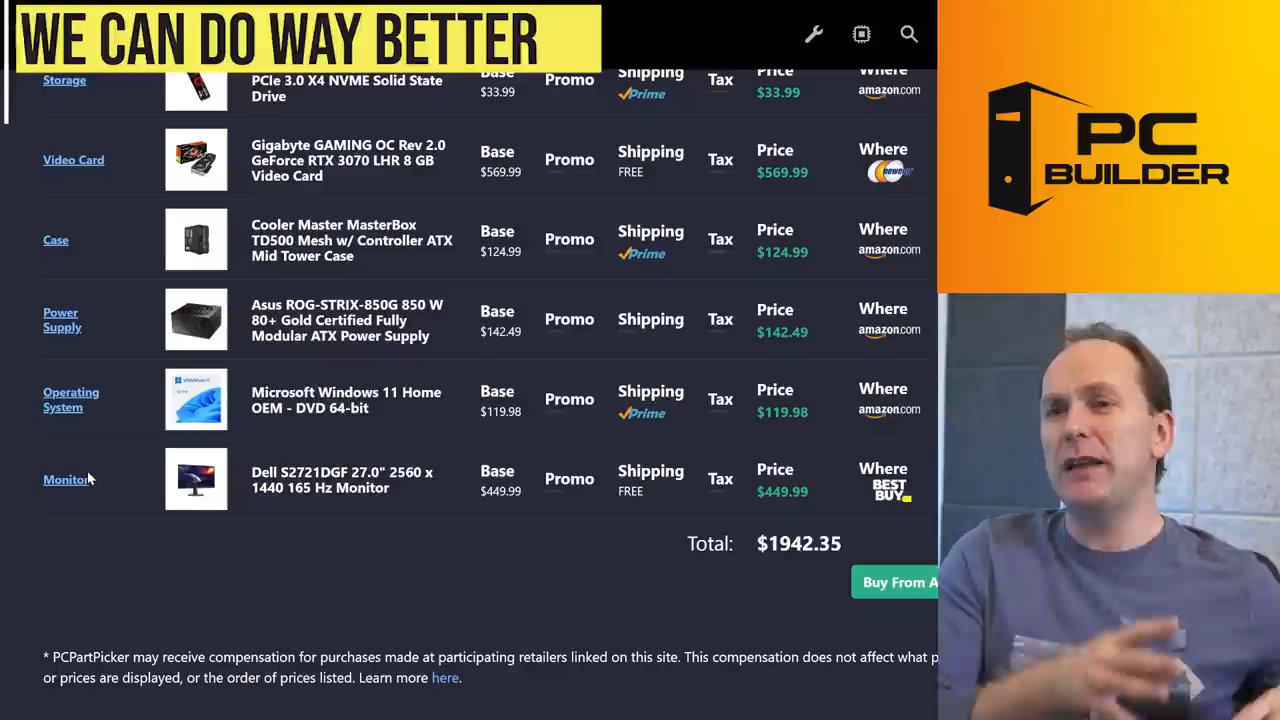 WE CAN DO WAY BETTER
Storage
PCIe 3.0 X4 NVME Solid State
Drive
Base
$33.99
Promo
Shipping
Prime
Tax
Price
$33.99
Where
amazon.com
Video Card
Gigabyte GAMING OC Rev 2.0
GeForce RTX 3070 LHR 8 GB
Video Card
Base
$569.99
Promo
Shipping
FREE
Tax
Price
$569.99
Where
newegg
Case
Cooler Master MasterBox
TD500 Mesh w/ Controller ATX
Mid Tower Case
Base
$124.99
Promo
Shipping
Prime
Tax
Price
$124.99
Where
amazon.com
Power
Supply
Asus ROG-STRIX-850G 850 W
80+ Gold Certified Fully
Modular ATX Power Supply
Base
$142.49
Promo
Shipping
Tax
Price
$142.49
Where
amazon.com
Operating
System
Microsoft Windows 11 Home
OEM - DVD 64-bit
Base
$119.98
Promo
Shipping
Prime
Tax
Price
$119.98
Where
amazon.com
Monitor
Dell S2721DGF 27.0" 2560 x
1440 165 Hz Monitor
Base
$449.99
Promo
Shipping
FREE
Tax
Price
$449.99
Where
BEST
BUY
Total: $1942.35
Buy From A
* PCPartPicker may receive compensation for purchases made at participating retailers linked on this site. This compensation does not affect what p
or prices are displayed, or the order of prices listed. Learn more here.
PC
BUILDER